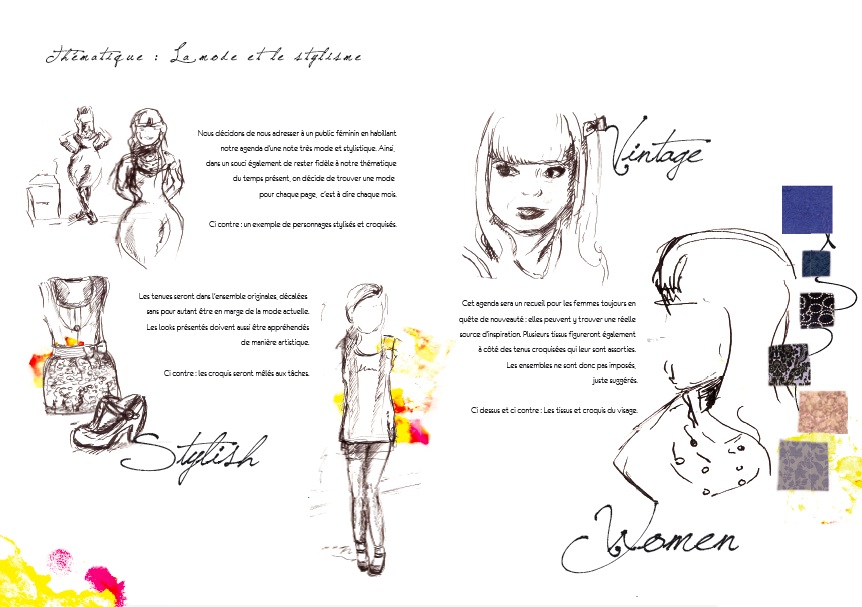 Thématique : La mode et le stylisme
Nous décidons de nous adresser à un public féminin en habillant
notre agenda d'une note très mode et stylistique. Ainsi,
dans un souci également de rester fidèle à notre thématique
du temps présent, on décide de trouver une mode
pour chaque page, c'est à dire chaque mois.
Ci contre : un exemple de personnages stylisés et croquisés.
Les tenues seront dans l'ensemble originales, décalées
sans pour autant être en marge de la mode actuelle.
Les looks présentés doivent aussi être appréhendés
de manière artistique.
Ci contre : les croquis seront mêlés aux tâches.
Stylish
Vintage
Cet agenda sera un recueil pour les femmes toujours en
quête de nouveauté : elles peuvent y trouver une réelle
source d'inspiration. Plusieurs tissus figureront également
à côté des tenus croquisées qui leur sont assorties.
Les ensembles ne sont donc pas imposés,
juste suggérés.
Ci dessus et ci contre : Les tissus et croquis du visage.
Women